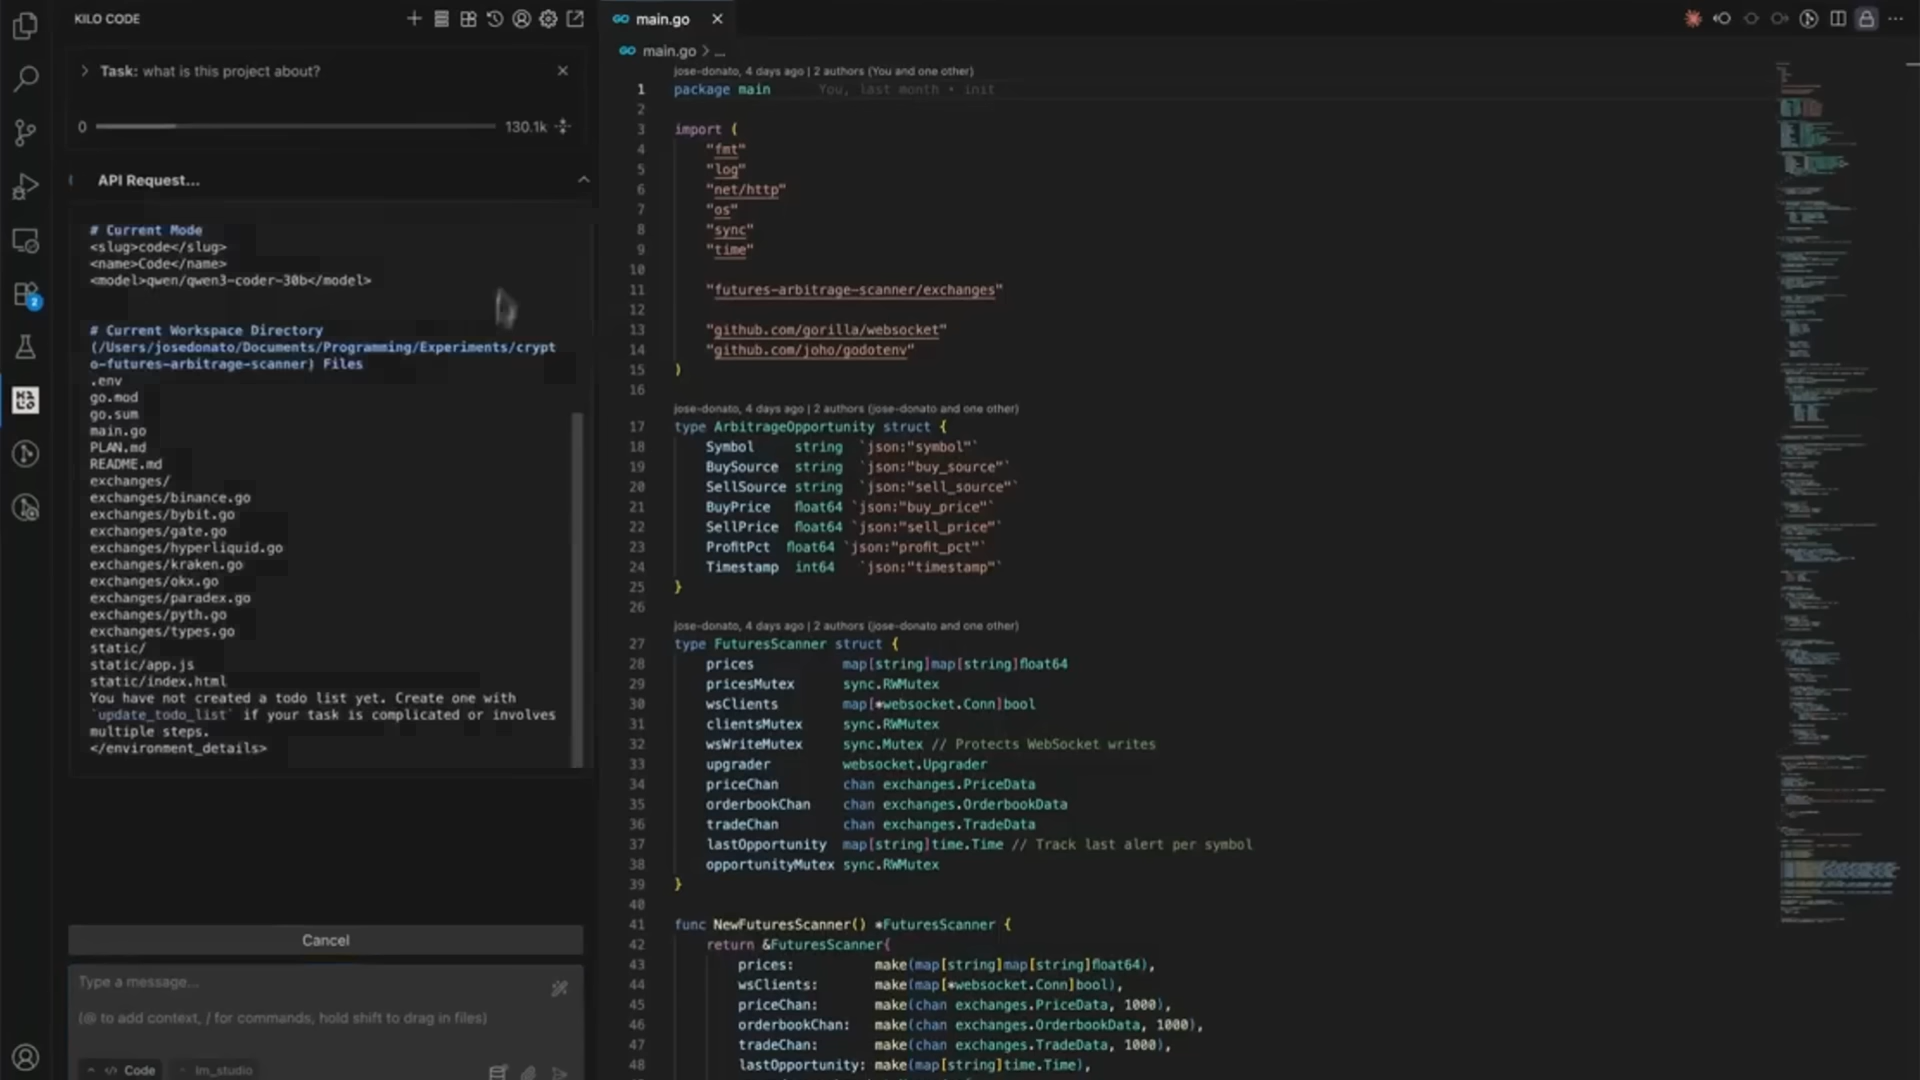 KILO CODE
Task: what is this project about?
0 130.1k
API Request...
# Current Mode
<slug>code</slug>
<name>Code</name>
<model>qwen/qwen3-coder-30b</model>
# Current Workspace Directory
(/Users/josedonato/Documents/Programming/Experiments/crypt
o-futures-arbitrage-scanner) Files
.env
go.mod
go.sum
main.go
PLAN.md
README.md
exchanges/
exchanges/binance.go
exchanges/bybit.go
exchanges/gate.go
exchanges/hyperliquid.go
exchanges/kraken.go
exchanges/okx.go
exchanges/paradex.go
exchanges/pyth.go
exchanges/types.go
static/
static/app.js
static/index.html
You have not created a todo list yet. Create one with
`update_todo_list` if your task is complicated or involves
multiple steps.
</environment_details>
Cancel
Type a message...
(@ to add context, / for commands, hold shift to drag in files)
Code lm_studio
2
main.go
main.go > ...
jose-donato, 4 days ago | 2 authors (You and one other)
1 package main You, last month • init
2
3 import (
4 "fmt"
5 "log"
6 "net/http"
7 "os"
8 "sync"
9 "time"
10
11 "futures-arbitrage-scanner/exchanges"
12
13 "github.com/gorilla/websocket"
14 "github.com/joho/godotenv"
15 )
16
jose-donato, 4 days ago | 2 authors (jose-donato and one other)
17 type ArbitrageOpportunity struct {
18 Symbol string `json:"symbol"`
19 BuySource string `json:"buy_source"`
20 SellSource string `json:"sell_source"`
21 BuyPrice float64 `json:"buy_price"`
22 SellPrice float64 `json:"sell_price"`
23 ProfitPct float64 `json:"profit_pct"`
24 Timestamp int64 `json:"timestamp"`
25 }
26
jose-donato, 4 days ago | 2 authors (jose-donato and one other)
27 type FuturesScanner struct {
28 prices map[string]map[string]float64
29 pricesMutex sync.RWMutex
30 wsClients map[*websocket.Conn]bool
31 clientsMutex sync.RWMutex
32 wsWriteMutex sync.Mutex // Protects WebSocket writes
33 upgrader websocket.Upgrader
34 priceChan chan exchanges.PriceData
35 orderbookChan chan exchanges.OrderbookData
36 tradeChan chan exchanges.TradeData
37 lastOpportunity map[string]time.Time // Track last alert per symbol
38 opportunityMutex sync.RWMutex
39 }
40
41 func NewFuturesScanner() *FuturesScanner {
42 return &FuturesScanner{
43 prices: make(map[string]map[string]float64),
44 wsClients: make(map[*websocket.Conn]bool),
45 priceChan: make(chan exchanges.PriceData, 1000),
46 orderbookChan: make(chan exchanges.OrderbookData, 1000),
47 tradeChan: make(chan exchanges.TradeData, 1000),
48 lastOpportunity: make(map[string]time.Time),